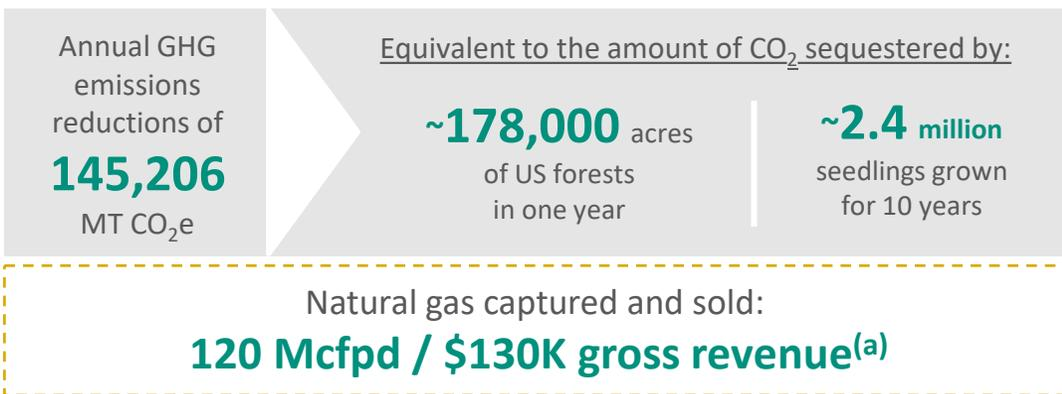 Annual GHG
emissions
reductions of
145,206
MT CO₂e
Equivalent to the amount of CO₂ sequestered by:
~178,000 acres
of US forests
in one year
~2.4 million
seedlings grown
for 10 years
Natural gas captured and sold:
120 Mcfpd / $130K gross revenue⁽ᵃ⁾